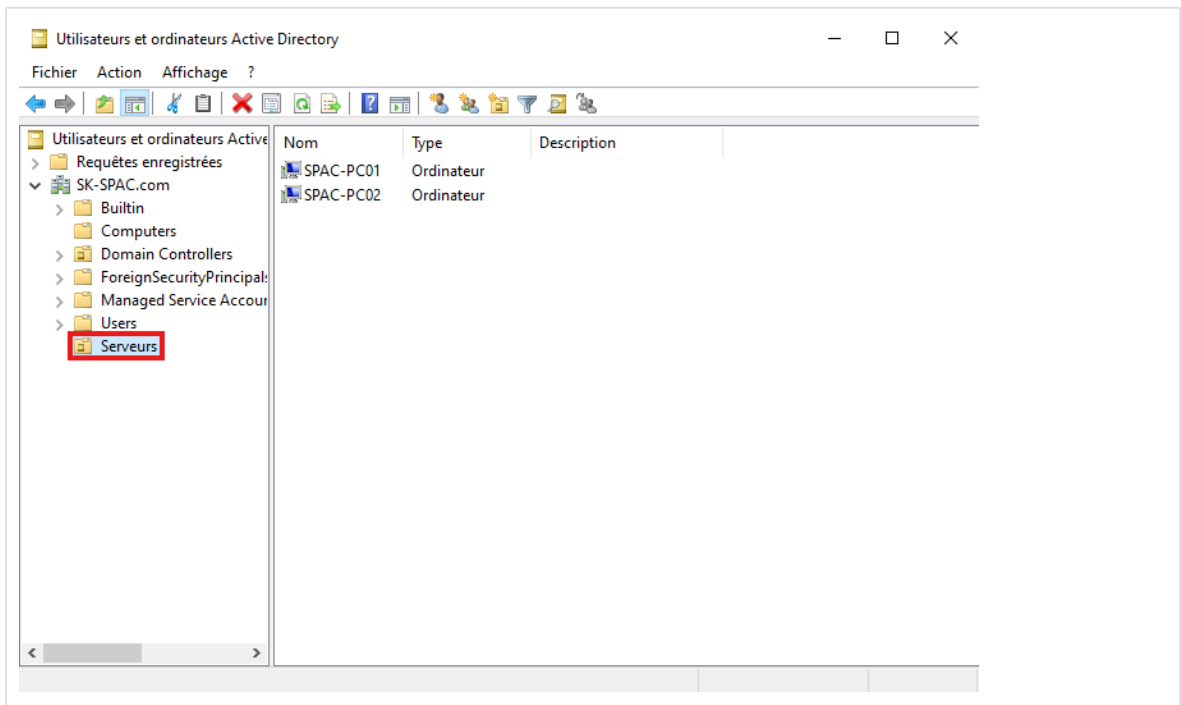 Utilisateurs et ordinateurs Active Directory
Fichier Action Affichage ?
Utilisateurs et ordinateurs Active
Requêtes enregistrées
SK-SPAC.com
Builtin
Computers
Domain Controllers
ForeignSecurityPrincipals
Managed Service Accour
Users
Serveurs
Nom Type Description
SPAC-PC01 Ordinateur
SPAC-PC02 Ordinateur